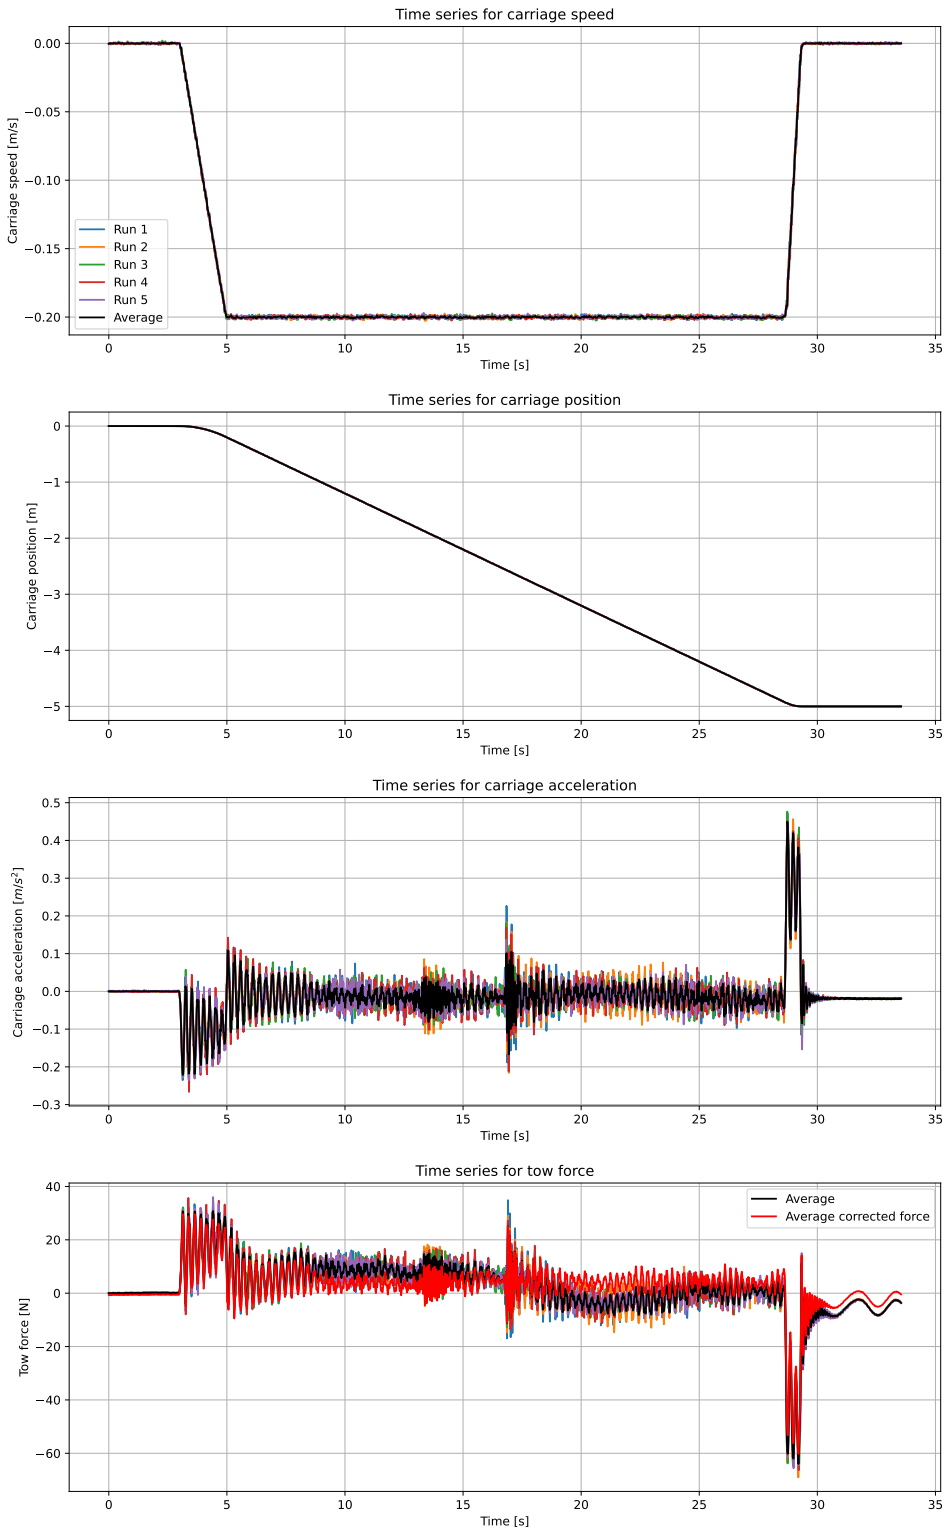 Time series for carriage speed
0.00
−0.05
−0.10
−0.15
−0.20
Carriage speed [m/s]
Run 1
Run 2
Run 3
Run 4
Run 5
Average
0 5 10 15 20 25 30 35
Time [s]
Time series for carriage position
0
−1
−2
−3
−4
−5
Carriage position [m]
0 5 10 15 20 25 30 35
Time [s]
Time series for carriage acceleration
0.5
0.4
0.3
0.2
0.1
0.0
−0.1
−0.2
−0.3
Carriage acceleration [m/s²]
0 5 10 15 20 25 30 35
Time [s]
Time series for tow force
40
20
0
−20
−40
−60
Tow force [N]
Average
Average corrected force
0 5 10 15 20 25 30 35
Time [s]